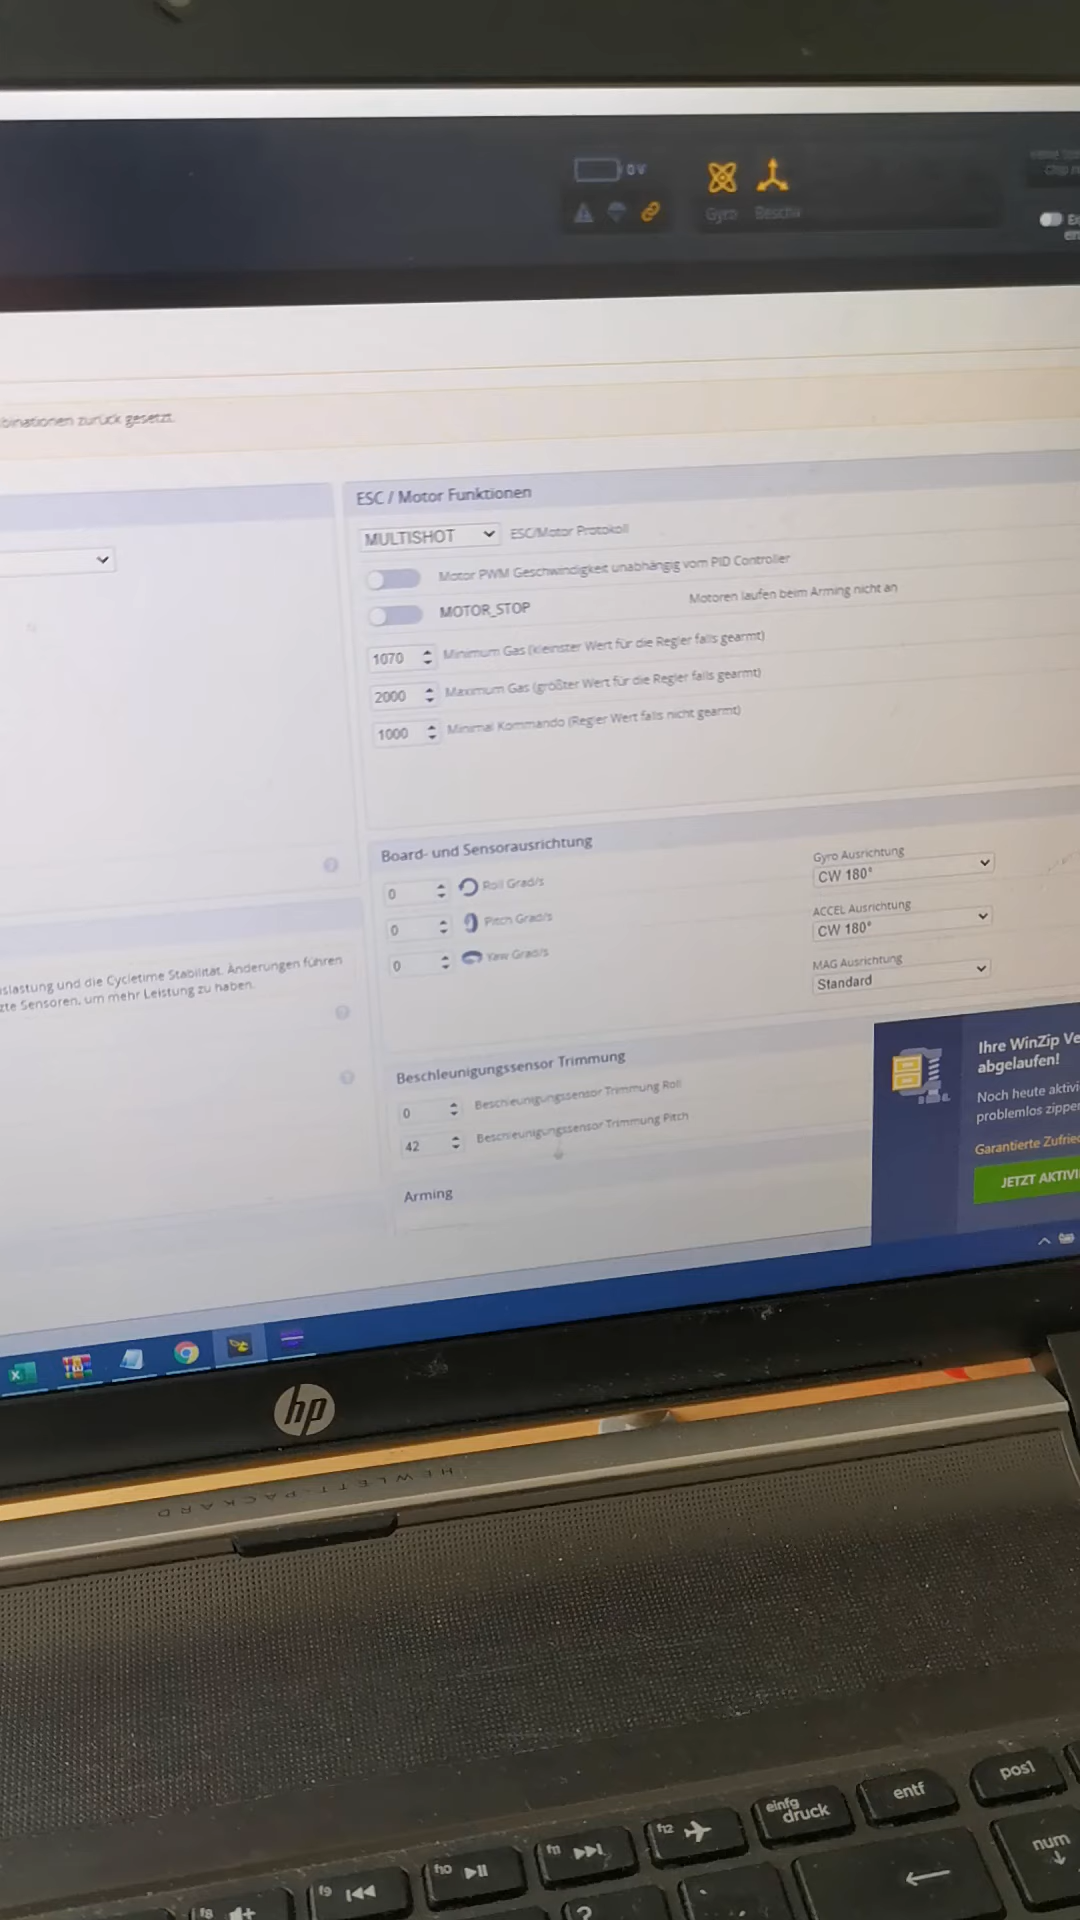 0 V
Gyro Beschl
binationen zurück gesetzt.
ESC / Motor Funktionen
MULTISHOT ESC/Motor Protokoll
Motor PWM Geschwindigkeit unabhängig vom PID Controller
MOTOR_STOP Motoren laufen beim Arming nicht an
1070 Minimum Gas (kleinster Wert für die Regler falls gearmt)
2000 Maximum Gas (größter Wert für die Regler falls gearmt)
1000 Minimal Kommando (Regler Wert falls nicht gearmt)
Board- und Sensorausrichtung
0 Roll Grad/s
0 Pitch Grad/s
0 Yaw Grad/s
Gyro Ausrichtung
CW 180°
ACCEL Ausrichtung
CW 180°
MAG Ausrichtung
Standard
slastung und die Cycletime Stabilität. Änderungen führen
zte Sensoren, um mehr Leistung zu haben.
Beschleunigungssensor Trimmung
0 Beschleunigungssensor Trimmung Roll
42 Beschleunigungssensor Trimmung Pitch
Arming
Ihre WinZip Ve
abgelaufen!
Noch heute aktivi
problemlos zippe
Garantierte Zufrie
JETZT AKTIVI
hp
HEWLETT-PACKARD
f8
f9
f10
f11
f12
einfg
druck
entf
pos1
num
?